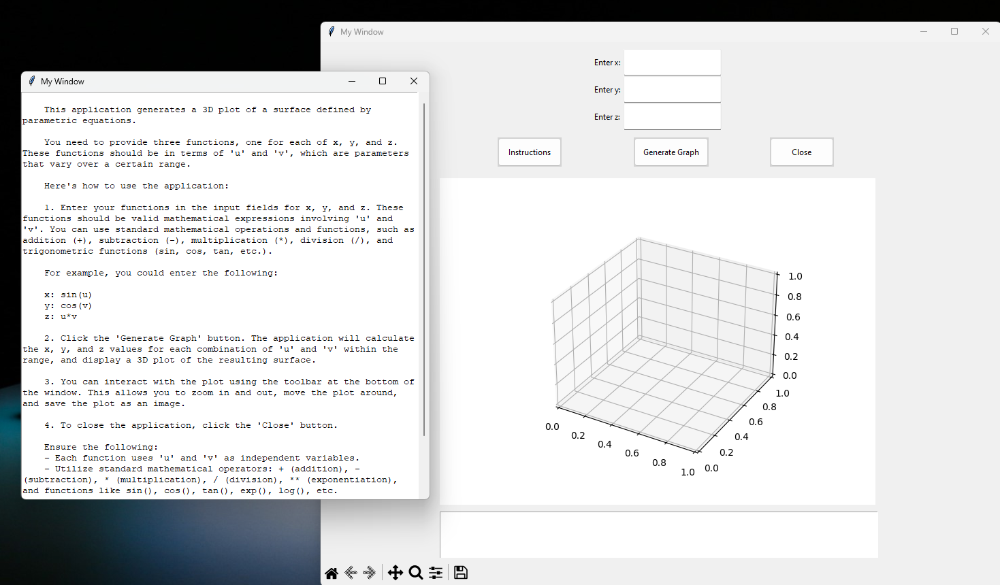 My Window
This application generates a 3D plot of a surface defined by
parametric equations.
You need to provide three functions, one for each of x, y, and z.
These functions should be in terms of 'u' and 'v', which are parameters
that vary over a certain range.
Here's how to use the application:
1. Enter your functions in the input fields for x, y, and z. These
functions should be valid mathematical expressions involving 'u' and
'v'. You can use standard mathematical operations and functions, such as
addition (+), subtraction (-), multiplication (*), division (/), and
trigonometric functions (sin, cos, tan, etc.).
For example, you could enter the following:
x: sin(u)
y: cos(v)
z: u*v
2. Click the 'Generate Graph' button. The application will calculate
the x, y, and z values for each combination of 'u' and 'v' within the
range, and display a 3D plot of the resulting surface.
3. You can interact with the plot using the toolbar at the bottom of
the window. This allows you to zoom in and out, move the plot around,
and save the plot as an image.
4. To close the application, click the 'Close' button.
Ensure the following:
- Each function uses 'u' and 'v' as independent variables.
- Utilize standard mathematical operators: + (addition), -
(subtraction), * (multiplication), / (division), ** (exponentiation),
and functions like sin(), cos(), tan(), exp(), log(), etc.
My Window
Enter x:
Enter y:
Enter z:
Instructions
Generate Graph
Close
1.0
0.8
0.6
0.4
0.2
0.0
1.0
0.8
0.6
0.4
0.2
0.0
0.0
0.2
0.4
0.6
0.8
1.0